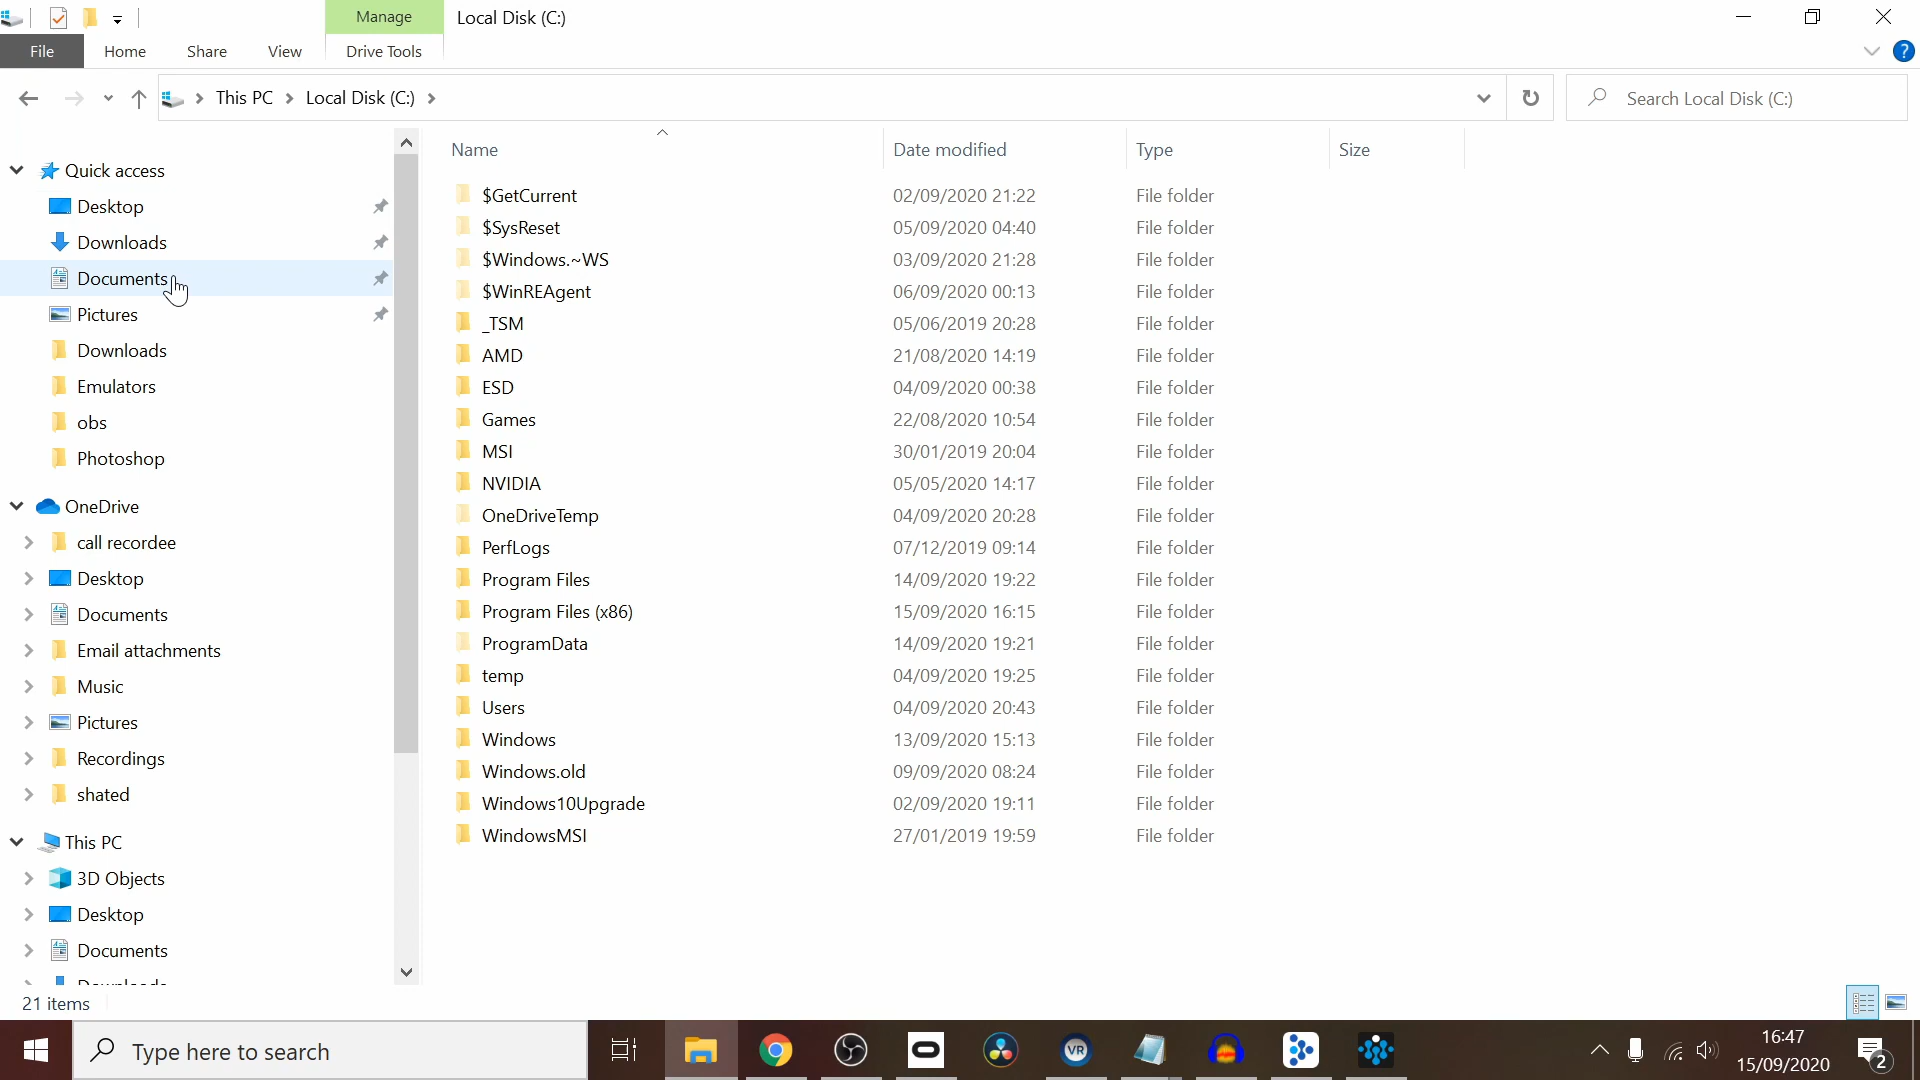 Manage
Local Disk (C:)
File
Home
Share
View
Drive Tools
?
This PC
Local Disk (C:)
Search Local Disk (C:)
Name
Date modified
Type
Size
Quick access
Desktop
Downloads
Documents
Pictures
Downloads
Emulators
obs
Photoshop
OneDrive
call recordee
Desktop
Documents
Email attachments
Music
Pictures
Recordings
shated
This PC
3D Objects
Desktop
Documents
$GetCurrent 02/09/2020 21:22 File folder
$SysReset 05/09/2020 04:40 File folder
$Windows.~WS 03/09/2020 21:28 File folder
$WinREAgent 06/09/2020 00:13 File folder
_TSM 05/06/2019 20:28 File folder
AMD 21/08/2020 14:19 File folder
ESD 04/09/2020 00:38 File folder
Games 22/08/2020 10:54 File folder
MSI 30/01/2019 20:04 File folder
NVIDIA 05/05/2020 14:17 File folder
OneDriveTemp 04/09/2020 20:28 File folder
PerfLogs 07/12/2019 09:14 File folder
Program Files 14/09/2020 19:22 File folder
Program Files (x86) 15/09/2020 16:15 File folder
ProgramData 14/09/2020 19:21 File folder
temp 04/09/2020 19:25 File folder
Users 04/09/2020 20:43 File folder
Windows 13/09/2020 15:13 File folder
Windows.old 09/09/2020 08:24 File folder
Windows10Upgrade 02/09/2020 19:11 File folder
WindowsMSI 27/01/2019 19:59 File folder
21 items
Type here to search
VR
16:47
15/09/2020
2